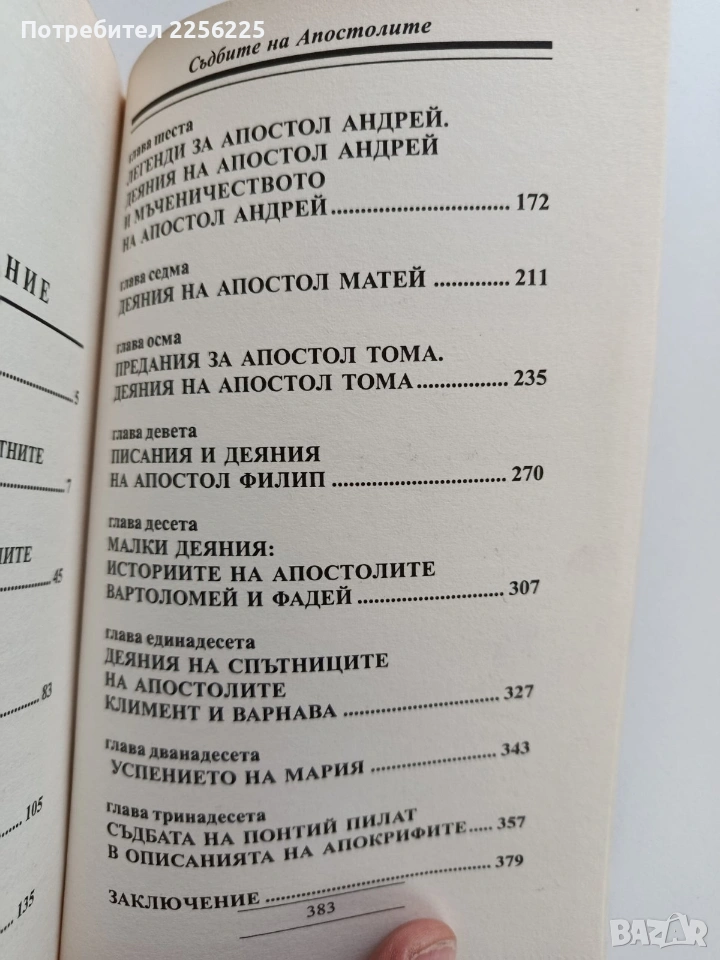 Потребител 2256225
Съдбите на Апостолите
НИЕ
5
ТНИТЕ
7
ИТЕ
45
83
105
135
глава шеста
ЛЕГЕНДИ ЗА АПОСТОЛ АНДРЕЙ.
ДЕЯНИЯ НА АПОСТОЛ АНДРЕЙ
И МЪЧЕНИЧЕСТВОТО
НА АПОСТОЛ АНДРЕЙ ..................... 172
глава седма
ДЕЯНИЯ НА АПОСТОЛ МАТЕЙ ............. 211
глава осма
ПРЕДАНИЯ ЗА АПОСТОЛ ТОМА.
ДЕЯНИЯ НА АПОСТОЛ ТОМА ............... 235
глава девета
ПИСАНИЯ И ДЕЯНИЯ
НА АПОСТОЛ ФИЛИП ..................... 270
глава десета
МАЛКИ ДЕЯНИЯ:
ИСТОРИИТЕ НА АПОСТОЛИТЕ
ВАРТОЛОМЕЙ И ФАДЕЙ ................... 307
глава единадесета
ДЕЯНИЯ НА СПЪТНИЦИТЕ
НА АПОСТОЛИТЕ
КЛИМЕНТ И ВАРНАВА .................... 327
глава дванадесета
УСПЕНИЕТО НА МАРИЯ ................... 343
глава тринадесета
СЪДБАТА НА ПОНТИЙ ПИЛАТ
В ОПИСАНИЯТА НА АПОКРИФИТЕ ..... 357
ЗАКЛЮЧЕНИЕ ............................. 379
383
BAZAR